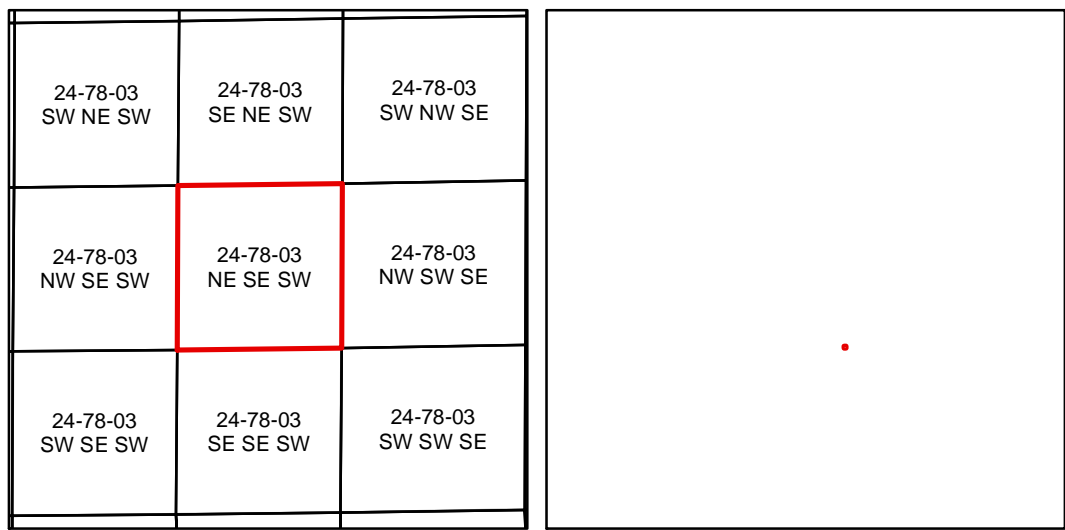 24-78-03
SW NE SW
24-78-03
SE NE SW
24-78-03
SW NW SE
24-78-03
NW SE SW
24-78-03
NE SE SW
24-78-03
NW SW SE
24-78-03
SW SE SW
24-78-03
SE SE SW
24-78-03
SW SW SE